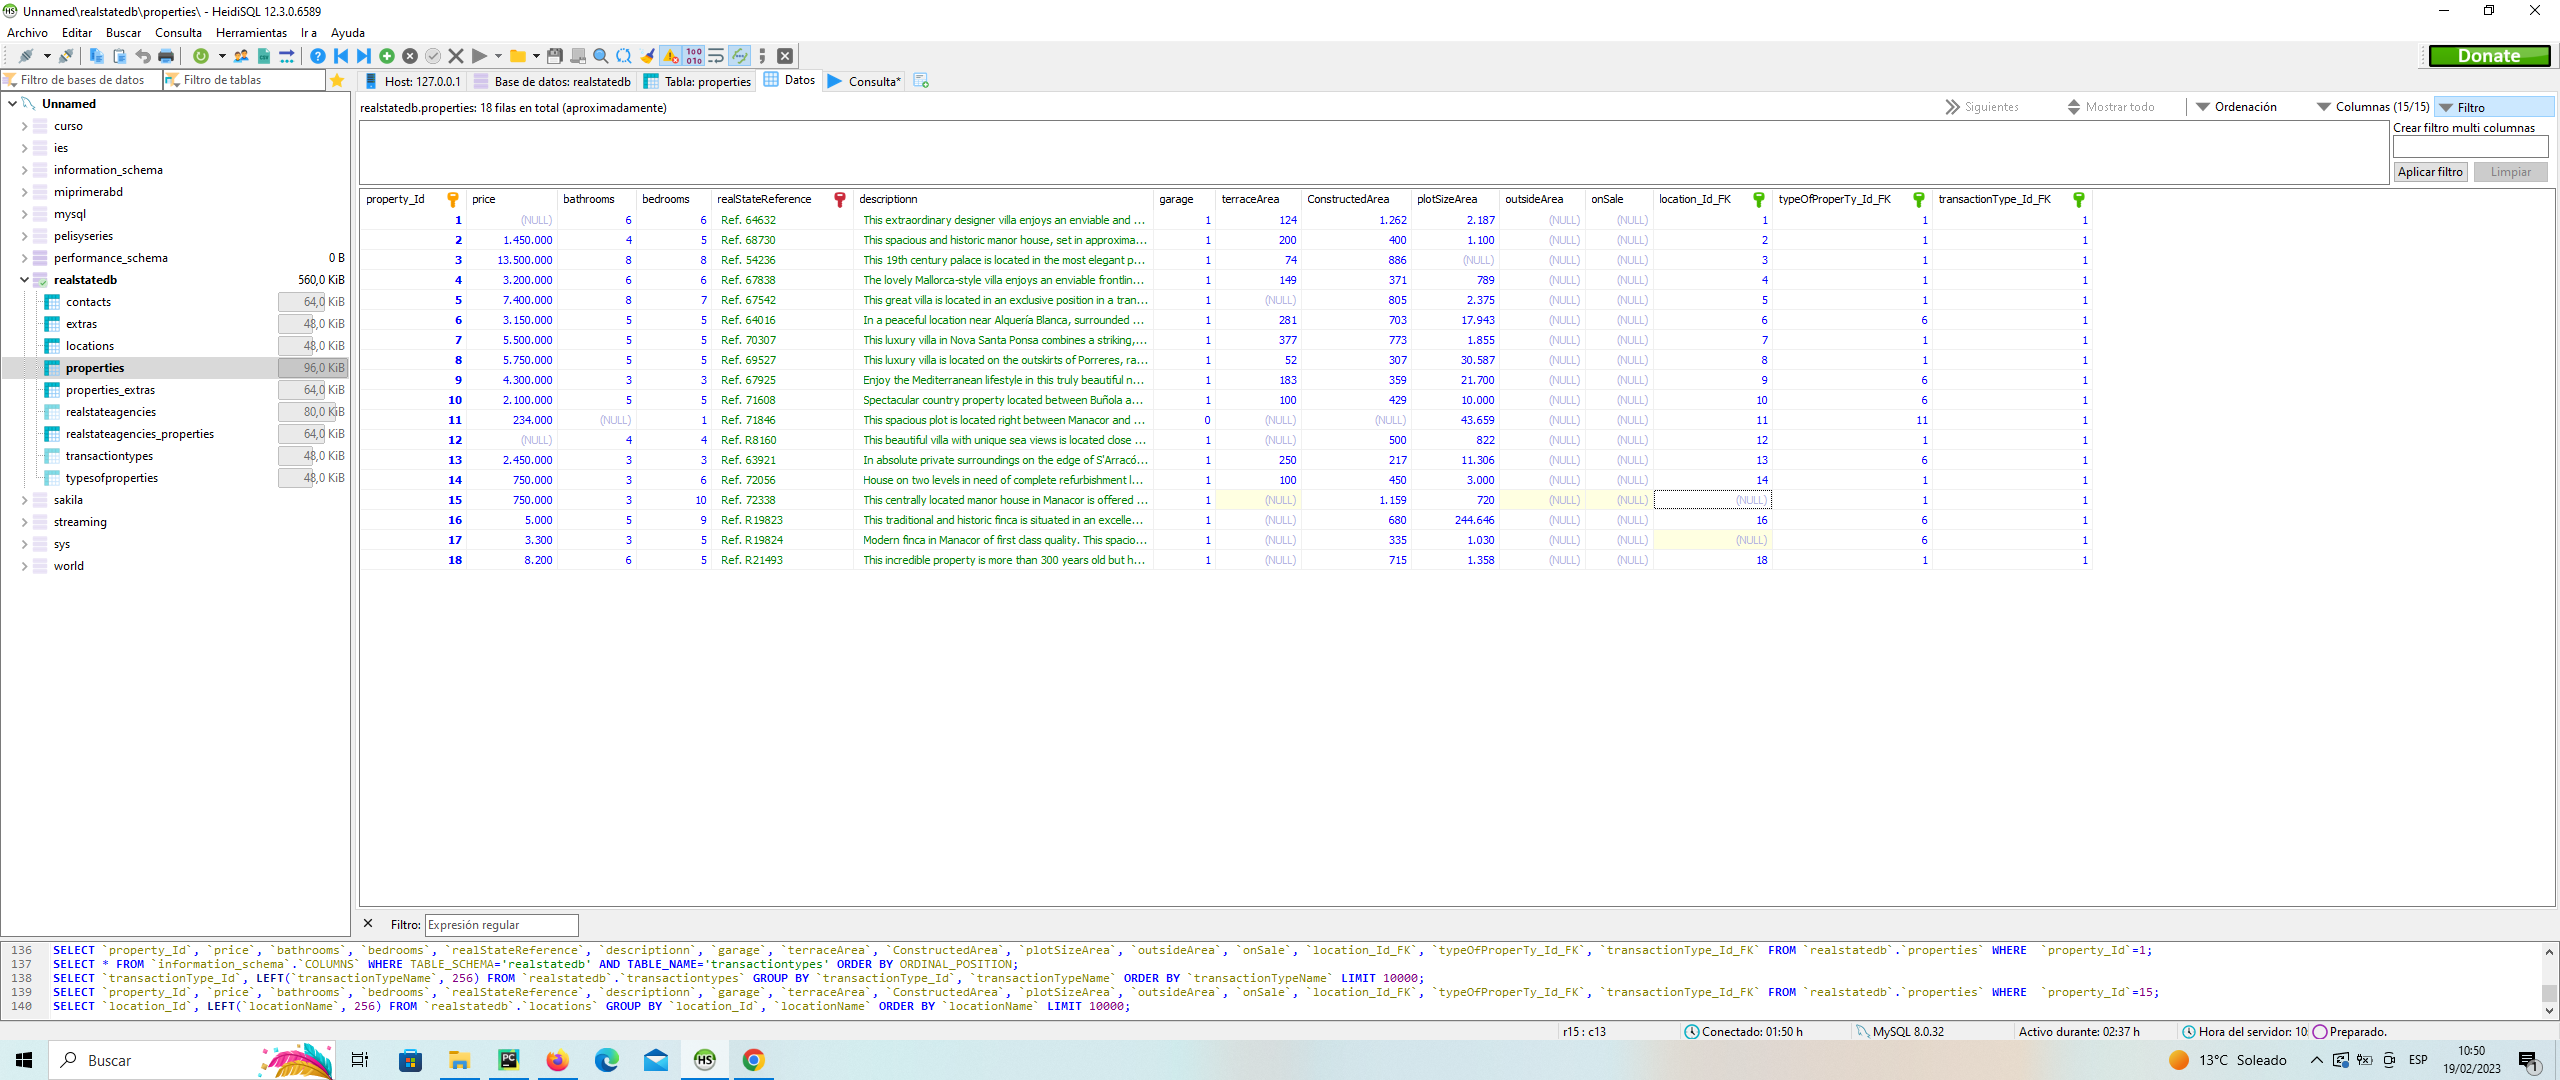 Unnamed\realstatedb\properties\ - HeidiSQL 12.3.0.6589
Archivo Editar Buscar Consulta Herramientas Ir a Ayuda
Donate
Filtro de bases de datos Filtro de tablas
Host: 127.0.0.1 Base de datos: realstatedb Tabla: properties Datos Consulta*
Unnamed
curso
ies
information_schema
miprimerabd
mysql
pelisyseries
performance_schema 0 B
realstatedb 560,0 KiB
contacts 64,0 KiB
extras 48,0 KiB
locations 48,0 KiB
properties 96,0 KiB
properties_extras 64,0 KiB
realstateagencies 80,0 KiB
realstateagencies_properties 64,0 KiB
transactiontypes 48,0 KiB
typesofproperties 48,0 KiB
sakila
streaming
sys
world
realstatedb.properties: 18 filas en total (aproximadamente)
Siguientes Mostrar todo Ordenación Columnas (15/15) Filtro
Crear filtro multi columnas
Aplicar filtro Limpiar
property_Id price bathrooms bedrooms realStateReference descriptionn garage terraceArea ConstructedArea plotSizeArea outsideArea onSale location_Id_FK typeOfProperTy_Id_FK transactionType_Id_FK
1 (NULL) 6 6 Ref. 64632 This extraordinary designer villa enjoys an enviable and ... 1 124 1.262 2.187 (NULL) (NULL) 1 1 1
2 1.450.000 4 5 Ref. 68730 This spacious and historic manor house, set in approxima... 1 200 400 1.100 (NULL) (NULL) 2 1 1
3 13.500.000 8 8 Ref. 54236 This 19th century palace is located in the most elegant p... 1 74 886 (NULL) (NULL) (NULL) 3 1 1
4 3.200.000 6 6 Ref. 67838 The lovely Mallorca-style villa enjoys an enviable frontlin... 1 149 371 789 (NULL) (NULL) 4 1 1
5 7.400.000 8 7 Ref. 67542 This great villa is located in an exclusive position in a tran... 1 (NULL) 805 2.375 (NULL) (NULL) 5 1 1
6 3.150.000 5 5 Ref. 64016 In a peaceful location near Alquería Blanca, surrounded ... 1 281 703 17.943 (NULL) (NULL) 6 6 1
7 5.500.000 5 5 Ref. 70307 This luxury villa in Nova Santa Ponsa combines a striking,... 1 377 773 1.855 (NULL) (NULL) 7 1 1
8 5.750.000 5 5 Ref. 69527 This luxury villa is located on the outskirts of Porreres, ra... 1 52 307 30.587 (NULL) (NULL) 8 1 1
9 4.300.000 3 3 Ref. 67925 Enjoy the Mediterranean lifestyle in this truly beautiful n... 1 183 359 21.700 (NULL) (NULL) 9 6 1
10 2.100.000 5 5 Ref. 71608 Spectacular country property located between Buñola a... 1 100 429 10.000 (NULL) (NULL) 10 6 1
11 234.000 (NULL) 1 Ref. 71846 This spacious plot is located right between Manacor and ... 0 (NULL) (NULL) 43.659 (NULL) (NULL) 11 11 1
12 (NULL) 4 4 Ref. R8160 This beautiful villa with unique sea views is located close ... 1 (NULL) 500 822 (NULL) (NULL) 12 1 1
13 2.450.000 3 3 Ref. 63921 In absolute private surroundings on the edge of S'Arracó... 1 250 217 11.306 (NULL) (NULL) 13 6 1
14 750.000 3 6 Ref. 72056 House on two levels in need of complete refurbishment l... 1 100 450 3.000 (NULL) (NULL) 14 1 1
15 750.000 3 10 Ref. 72338 This centrally located manor house in Manacor is offered ... 1 (NULL) 1.159 720 (NULL) (NULL) (NULL) 1 1
16 5.000 5 9 Ref. R19823 This traditional and historic finca is situated in an excelle... 1 (NULL) 680 244.646 (NULL) (NULL) 16 6 1
17 3.300 3 5 Ref. R19824 Modern finca in Manacor of first class quality. This spacio... 1 (NULL) 335 1.030 (NULL) (NULL) (NULL) 6 1
18 8.200 6 5 Ref. R21493 This incredible property is more than 300 years old but h... 1 (NULL) 715 1.358 (NULL) (NULL) 18 1 1
Filtro: Expresión regular
136 SELECT `property_Id`, `price`, `bathrooms`, `bedrooms`, `realStateReference`, `descriptionn`, `garage`, `terraceArea`, `ConstructedArea`, `plotSizeArea`, `outsideArea`, `onSale`, `location_Id_FK`, `typeOfProperTy_Id_FK`, `transactionType_Id_FK` FROM `realstatedb`.`properties` WHERE `property_Id`=1;
137 SELECT * FROM `information_schema`.`COLUMNS` WHERE TABLE_SCHEMA='realstatedb' AND TABLE_NAME='transactiontypes' ORDER BY ORDINAL_POSITION;
138 SELECT `transactionType_Id`, LEFT(`transactionTypeName`, 256) FROM `realstatedb`.`transactiontypes` GROUP BY `transactionType_Id`, `transactionTypeName` ORDER BY `transactionTypeName` LIMIT 10000;
139 SELECT `property_Id`, `price`, `bathrooms`, `bedrooms`, `realStateReference`, `descriptionn`, `garage`, `terraceArea`, `ConstructedArea`, `plotSizeArea`, `outsideArea`, `onSale`, `location_Id_FK`, `typeOfProperTy_Id_FK`, `transactionType_Id_FK` FROM `realstatedb`.`properties` WHERE `property_Id`=15;
140 SELECT `location_Id`, LEFT(`locationName`, 256) FROM `realstatedb`.`locations` GROUP BY `location_Id`, `locationName` ORDER BY `locationName` LIMIT 10000;
r15 : c13 Conectado: 01:50 h MySQL 8.0.32 Activo durante: 02:37 h Hora del servidor: 10 Preparado.
Buscar 13°C Soleado ESP 10:50
19/02/2023